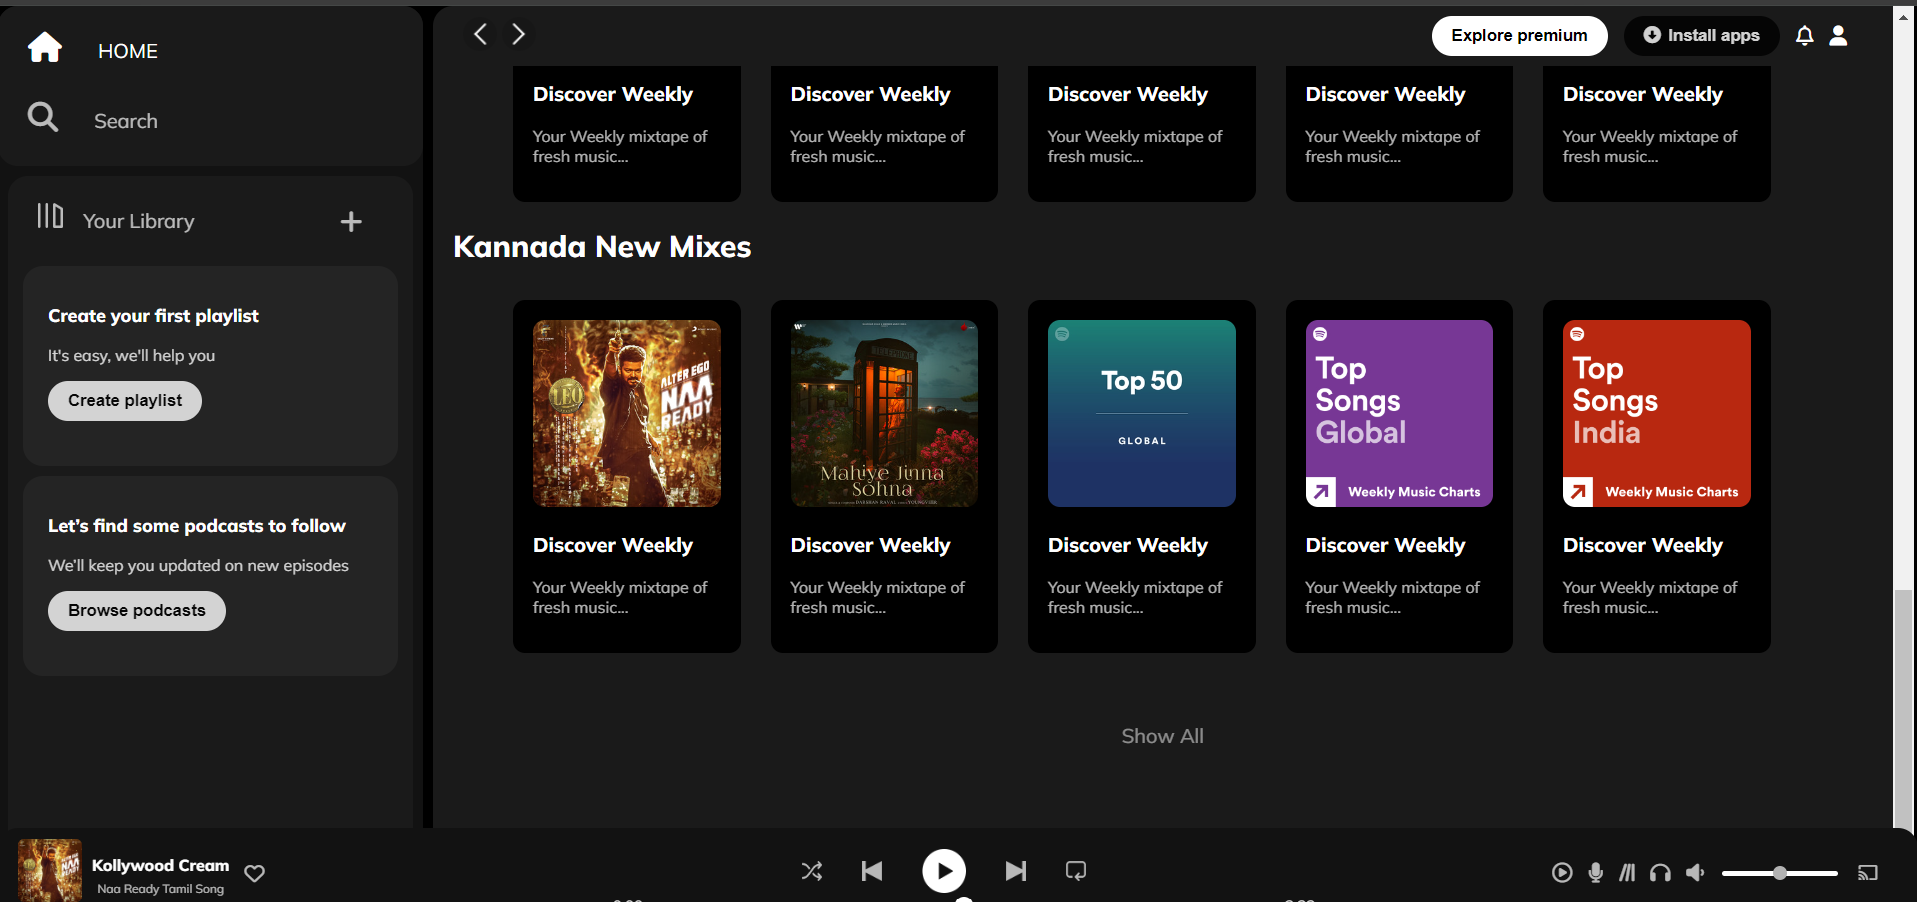 HOME
Search
Your Library
Create your first playlist
It's easy, we'll help you
Create playlist
Let's find some podcasts to follow
We'll keep you updated on new episodes
Browse podcasts
Explore premium
Install apps
Discover Weekly
Your Weekly mixtape of
fresh music...
Discover Weekly
Your Weekly mixtape of
fresh music...
Discover Weekly
Your Weekly mixtape of
fresh music...
Discover Weekly
Your Weekly mixtape of
fresh music...
Discover Weekly
Your Weekly mixtape of
fresh music...
Kannada New Mixes
LEO
ALTER EGO
NAA
READY
Mahiye Jinna
Sohna
Top 50
GLOBAL
Top
Songs
Global
Weekly Music Charts
Top
Songs
India
Weekly Music Charts
Discover Weekly
Your Weekly mixtape of
fresh music...
Discover Weekly
Your Weekly mixtape of
fresh music...
Discover Weekly
Your Weekly mixtape of
fresh music...
Discover Weekly
Your Weekly mixtape of
fresh music...
Discover Weekly
Your Weekly mixtape of
fresh music...
Show All
Kollywood Cream
Naa Ready Tamil Song